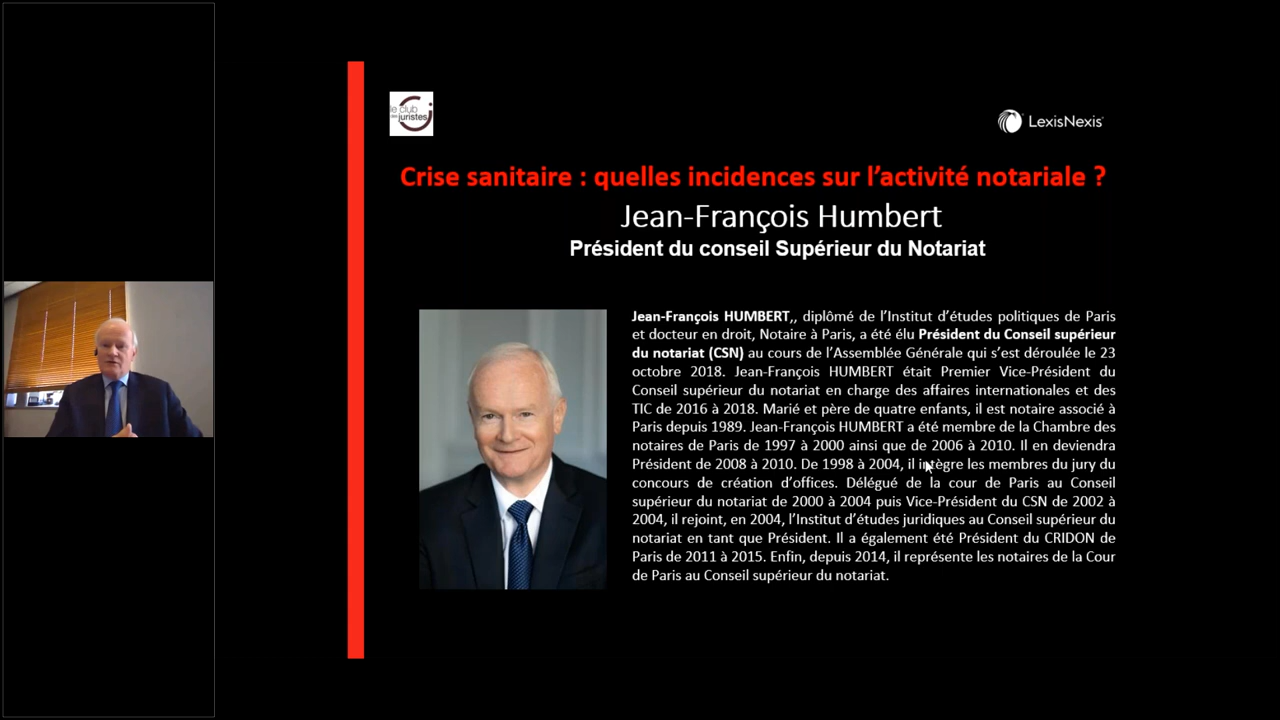 le club
des juristes
LexisNexis
Crise sanitaire : quelles incidences sur l'activité notariale ?
Jean-François Humbert
Président du conseil Supérieur du Notariat
Jean-François HUMBERT,, diplômé de l'Institut d'études politiques de Paris
et docteur en droit, Notaire à Paris, a été élu Président du Conseil supérieur
du notariat (CSN) au cours de l'Assemblée Générale qui s'est déroulée le 23
octobre 2018. Jean-François HUMBERT était Premier Vice-Président du
Conseil supérieur du notariat en charge des affaires internationales et des
TIC de 2016 à 2018. Marié et père de quatre enfants, il est notaire associé à
Paris depuis 1989. Jean-François HUMBERT a été membre de la Chambre des
notaires de Paris de 1997 à 2000 ainsi que de 2006 à 2010. Il en deviendra
Président de 2008 à 2010. De 1998 à 2004, il intègre les membres du jury du
concours de création d'offices. Délégué de la cour de Paris au Conseil
supérieur du notariat de 2000 à 2004 puis Vice-Président du CSN de 2002 à
2004, il rejoint, en 2004, l'Institut d'études juridiques au Conseil supérieur du
notariat en tant que Président. Il a également été Président du CRIDON de
Paris de 2011 à 2015. Enfin, depuis 2014, il représente les notaires de la Cour
de Paris au Conseil supérieur du notariat.